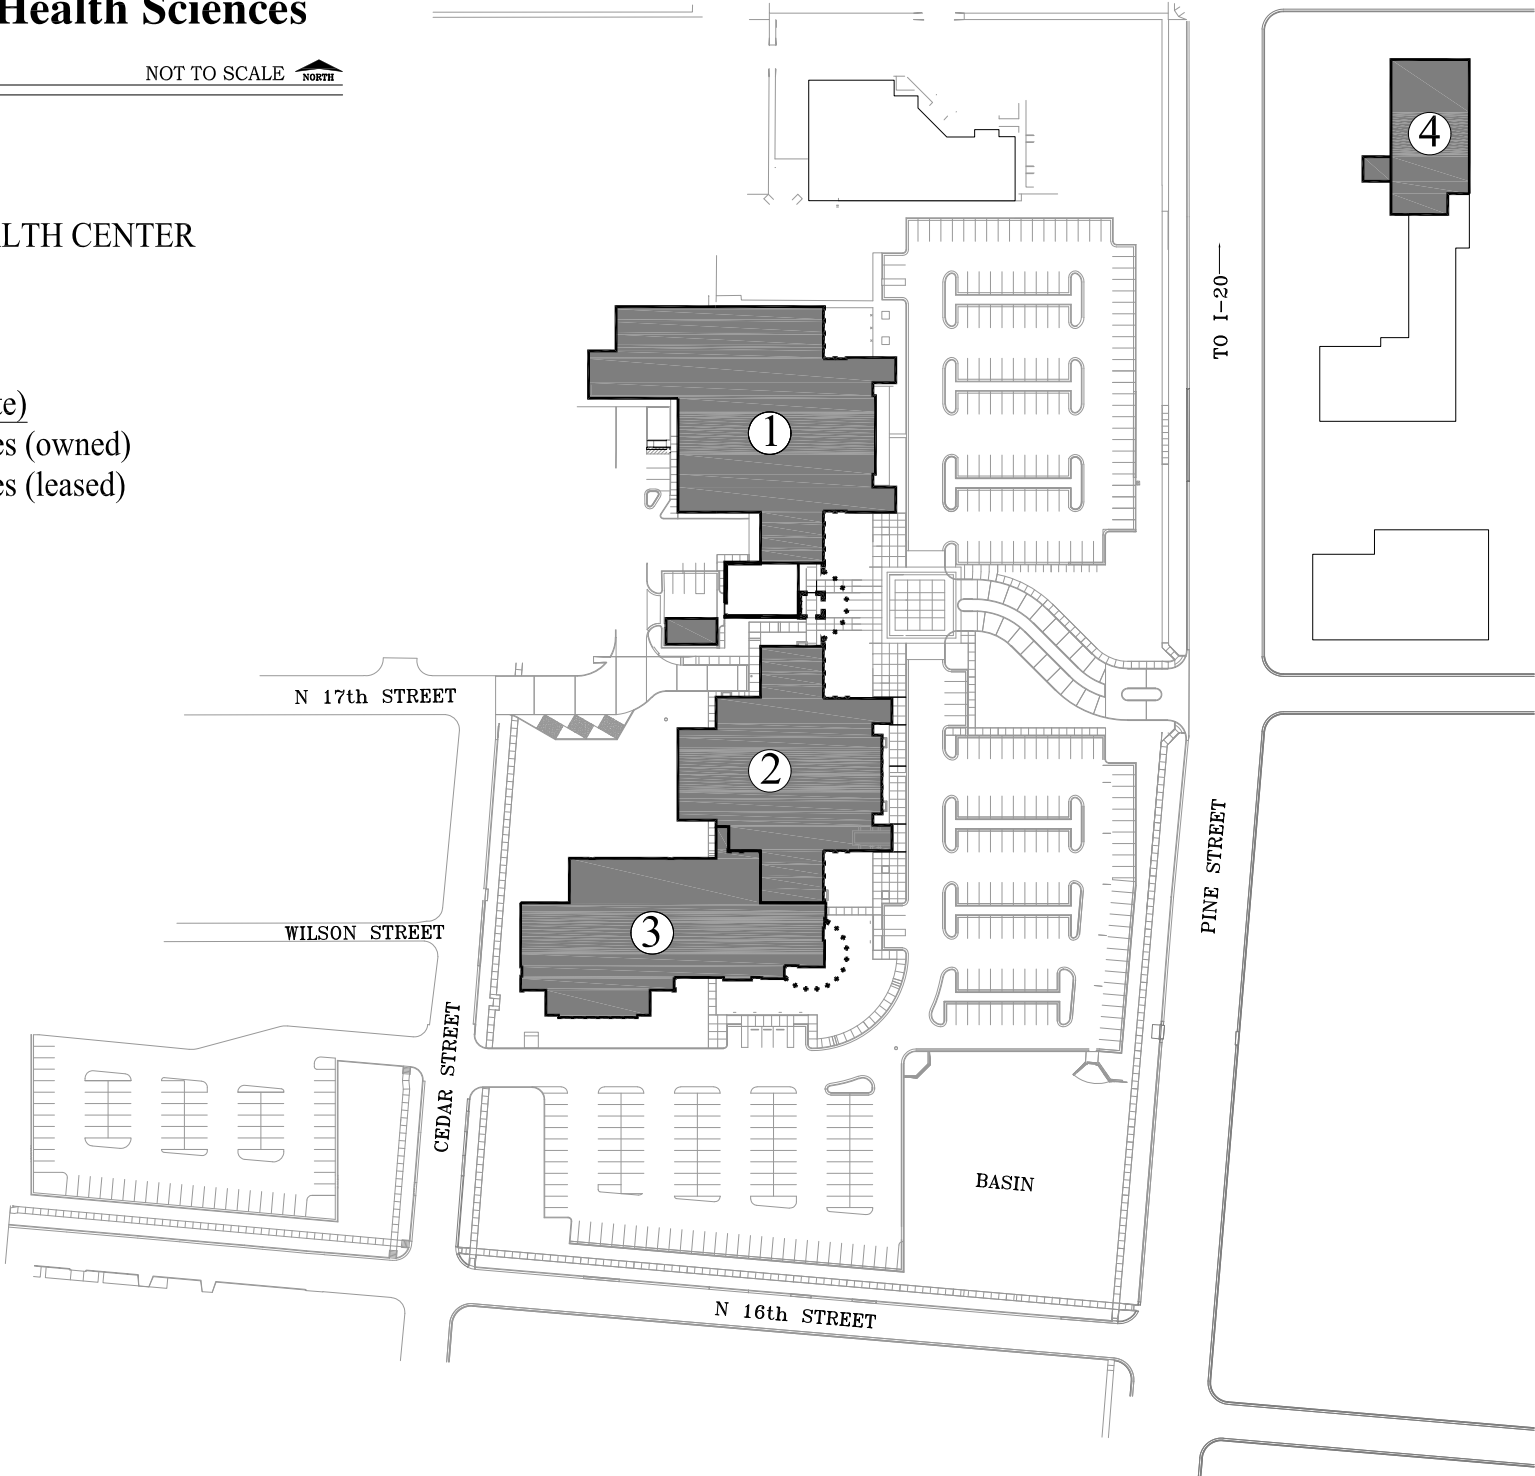 Health Sciences
NOT TO SCALE
NORTH
LTH CENTER
te)
es (owned)
es (leased)
4
TO I-20
1
N 17th STREET
2
PINE STREET
3
WILSON STREET
CEDAR STREET
BASIN
N 16th STREET